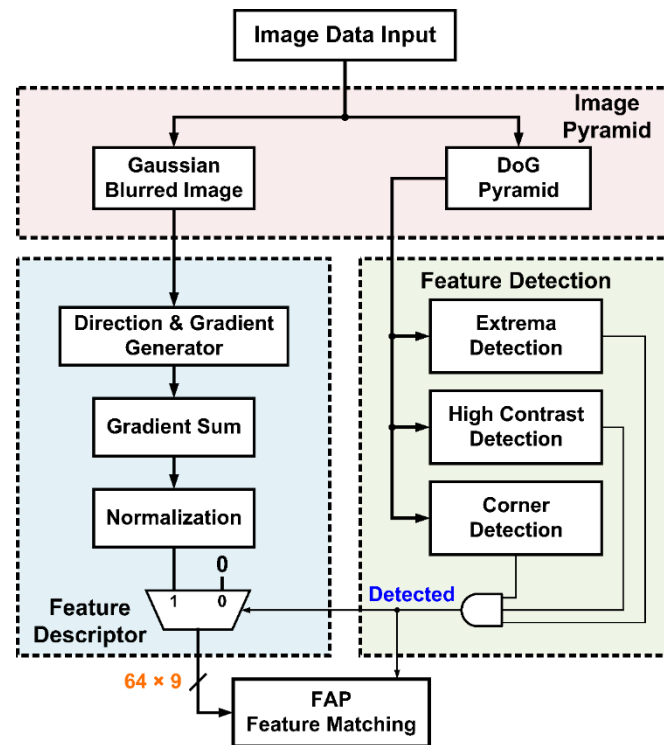 Image Data Input
Image
Pyramid
Gaussian
Blurred Image
DoG
Pyramid
Feature Detection
Direction & Gradient
Generator
Extrema
Detection
Gradient Sum
High Contrast
Detection
Normalization
Corner
Detection
0
1 0
Feature
Descriptor
Detected
64 × 9
FAP
Feature Matching